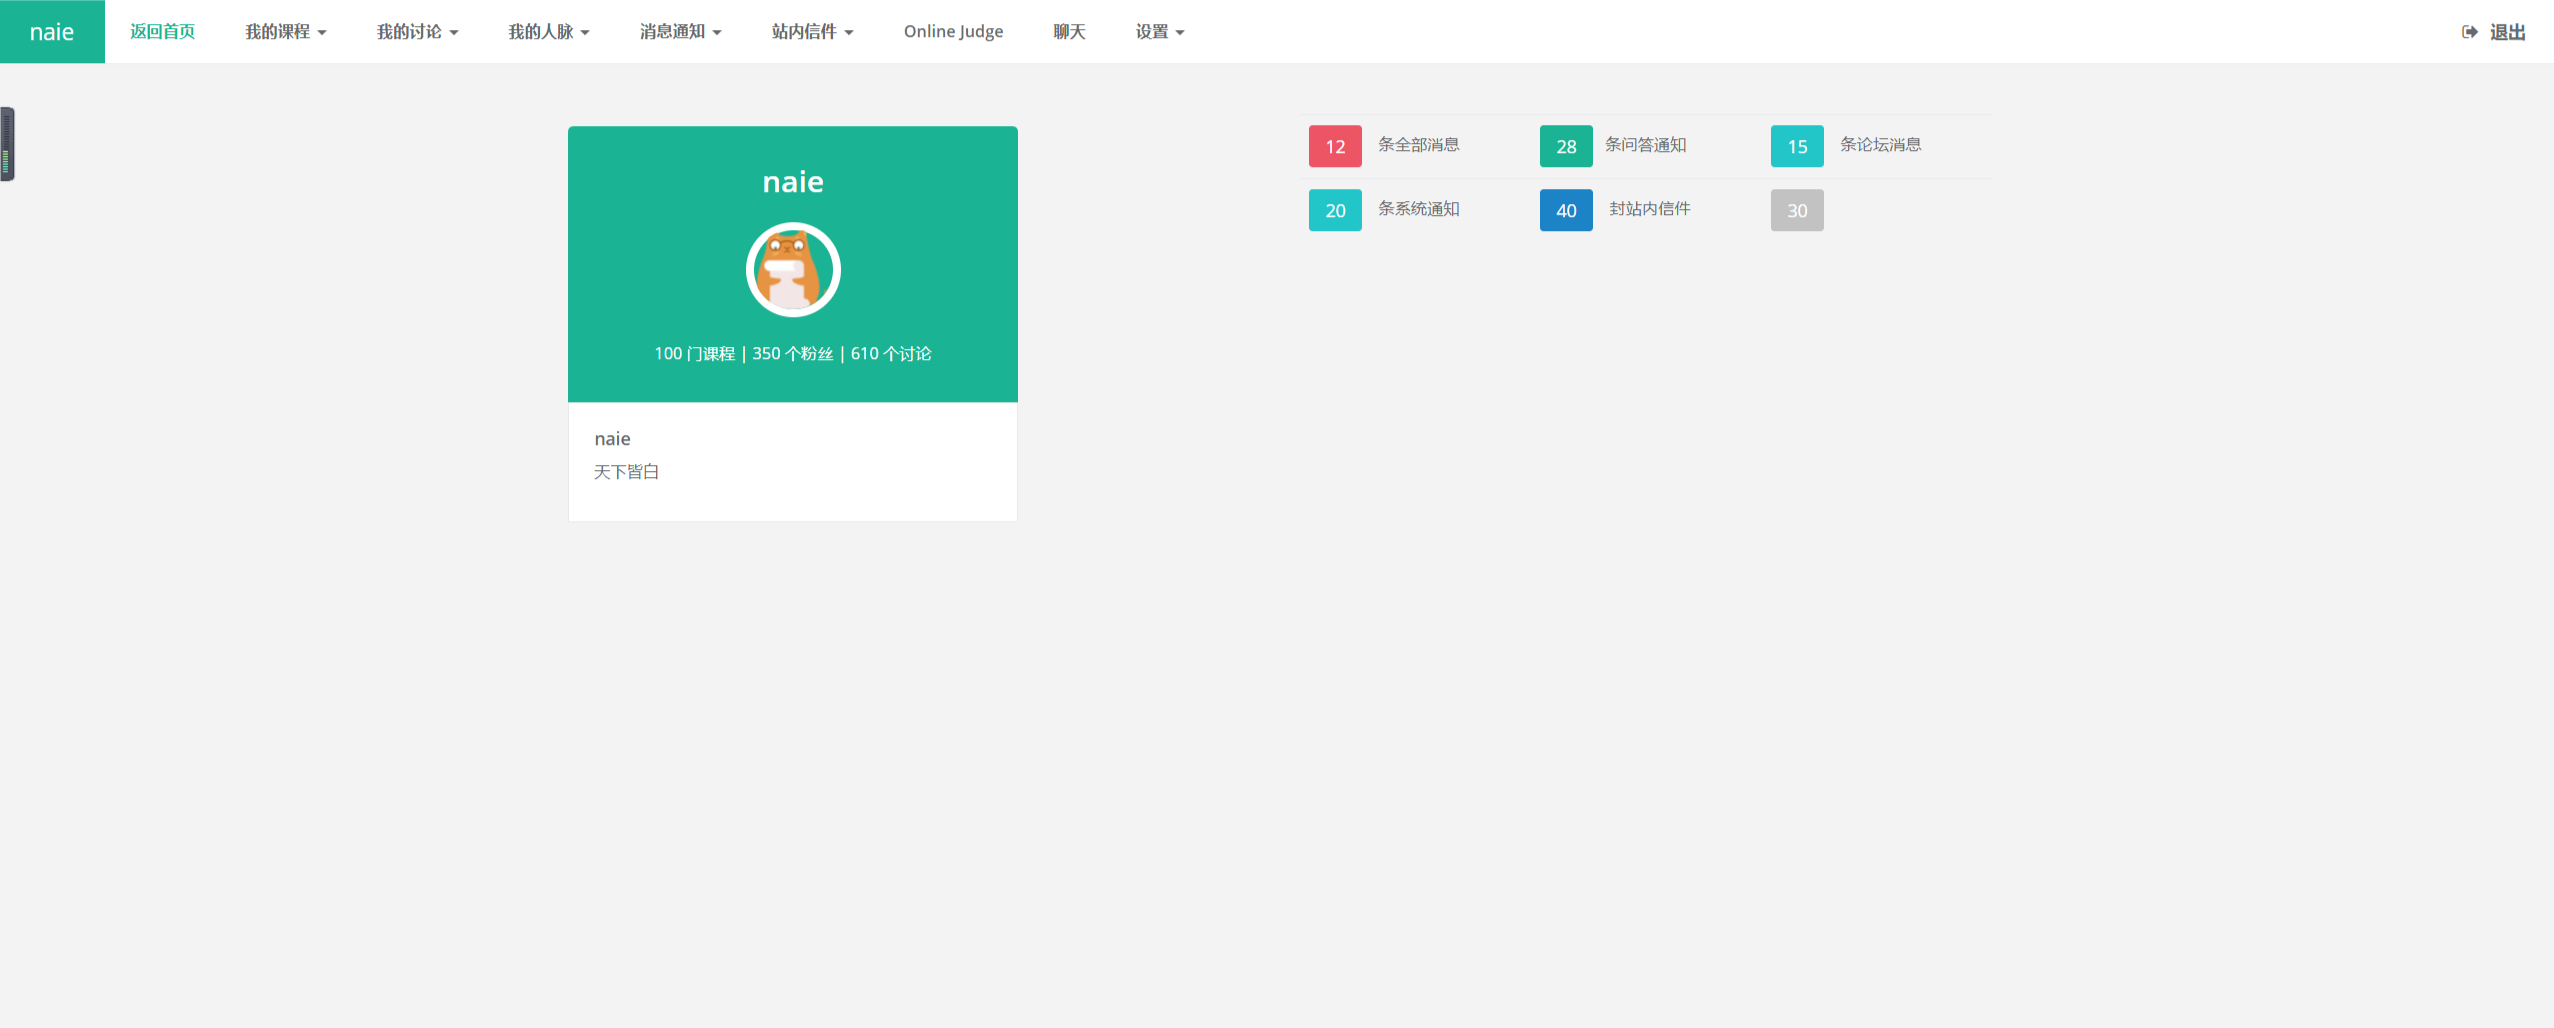 naie 返回首页 我的课程 我的讨论 我的人脉 消息通知 站内信件 Online Judge 聊天 设置 退出
naie
100 门课程 | 350 个粉丝 | 610 个讨论
naie
天下皆白
12 条全部消息 28 条问答通知 15 条论坛消息
20 条系统通知 40 封站内信件 30